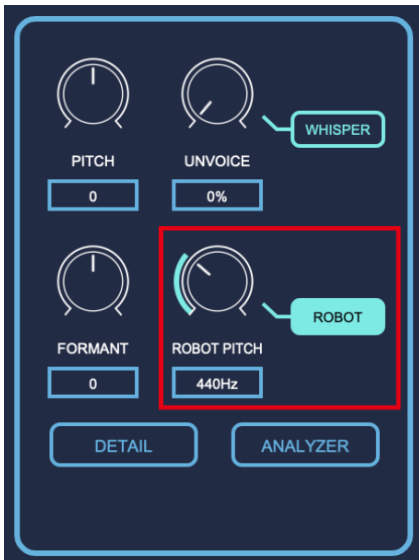 WHISPER
PITCH UNVOICE
0 0%
ROBOT
FORMANT ROBOT PITCH
0 440Hz
DETAIL ANALYZER